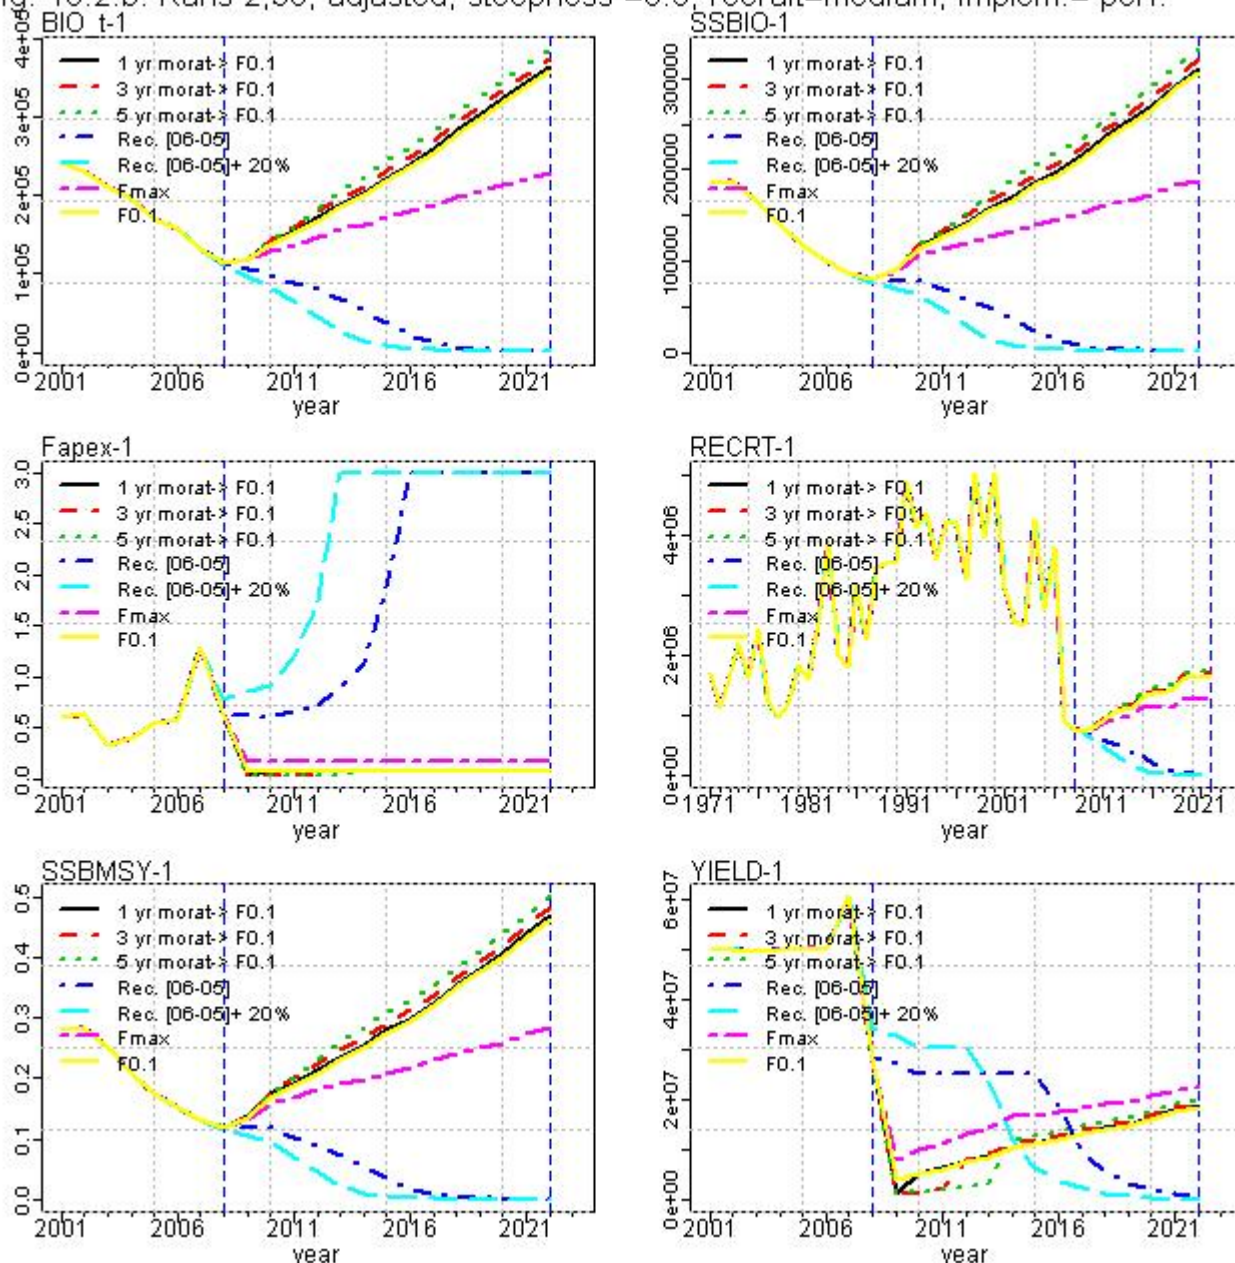 BIO_t-1
4e+05
3e+05
2e+05
1e+05
0e+00
1 yr morat-> F0.1
3 yr morat-> F0.1
5 yr morat-> F0.1
Rec. [06-05]
Rec. [06-05]+ 20%
Fmax
F0.1
2001 2006 2011 2016 2021
year
SSBIO-1
300000
200000
100000
0
1 yr morat-> F0.1
3 yr morat-> F0.1
5 yr morat-> F0.1
Rec. [06-05]
Rec. [06-05]+ 20%
Fmax
F0.1
2001 2006 2011 2016 2021
year
Fapex-1
3.0
2.5
2.0
1.5
1.0
0.5
0.0
1 yr morat-> F0.1
3 yr morat-> F0.1
5 yr morat-> F0.1
Rec. [06-05]
Rec. [06-05]+ 20%
Fmax
F0.1
2001 2006 2011 2016 2021
year
RECRT-1
4e+06
2e+06
0e+00
1 yr morat-> F0.1
3 yr morat-> F0.1
5 yr morat-> F0.1
Rec. [06-05]
Rec. [06-05]+ 20%
Fmax
F0.1
1971 1981 1991 2001 2011 2021
year
SSBMSY-1
0.5
0.4
0.3
0.2
0.1
0.0
1 yr morat-> F0.1
3 yr morat-> F0.1
5 yr morat-> F0.1
Rec. [06-05]
Rec. [06-05]+ 20%
Fmax
F0.1
2001 2006 2011 2016 2021
year
YIELD-1
6e+07
4e+07
2e+07
0e+00
1 yr morat-> F0.1
3 yr morat-> F0.1
5 yr morat-> F0.1
Rec. [06-05]
Rec. [06-05]+ 20%
Fmax
F0.1
2001 2006 2011 2016 2021
year